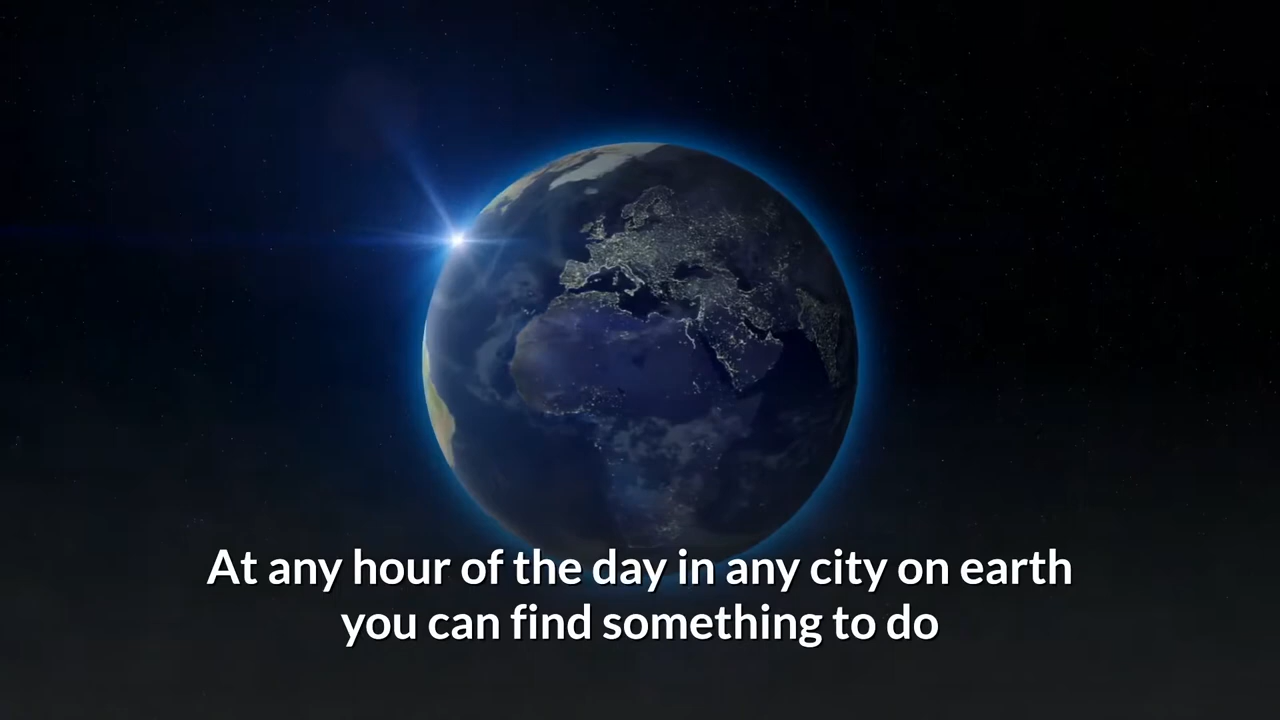 At any hour of the day in any city on earth
you can find something to do